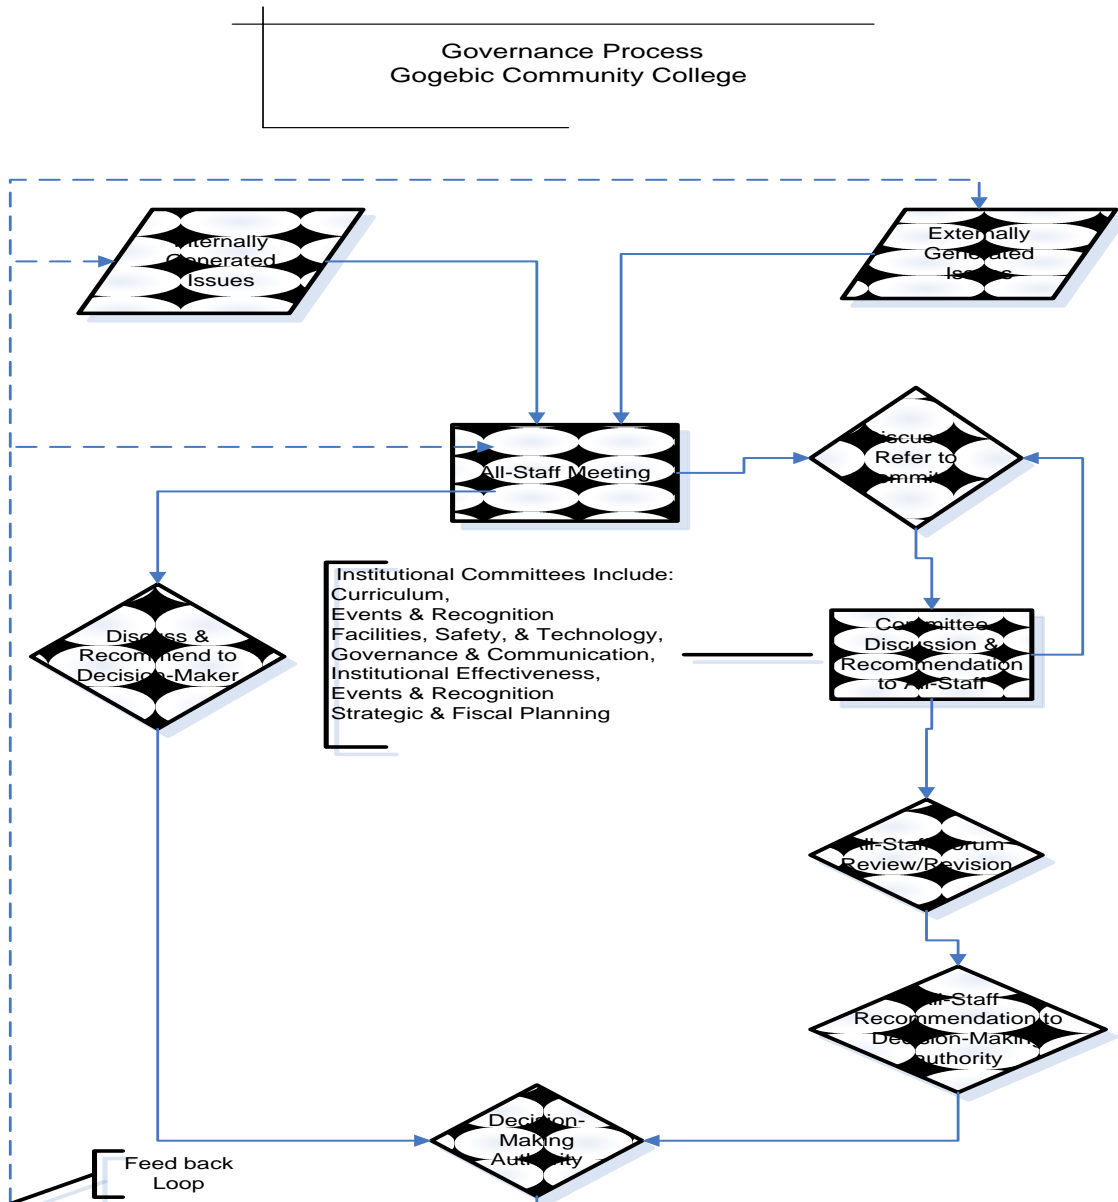 Governance Process
Gogebic Community College
Internally
Generated
Issues
Externally
Generated
Issues
All-Staff Meeting
Discuss &
Refer to
Committee
Institutional Committees Include:
Curriculum,
Events & Recognition
Facilities, Safety, & Technology,
Governance & Communication,
Institutional Effectiveness,
Events & Recognition
Strategic & Fiscal Planning
Discuss &
Recommend to
Decision-Maker
Committee
Discussion &
Recommendation
to All-Staff
All-Staff Forum
Review/Revision
All-Staff
Recommendation to
Decision-Making
authority
Decision-
Making
Authority
Feed back
Loop